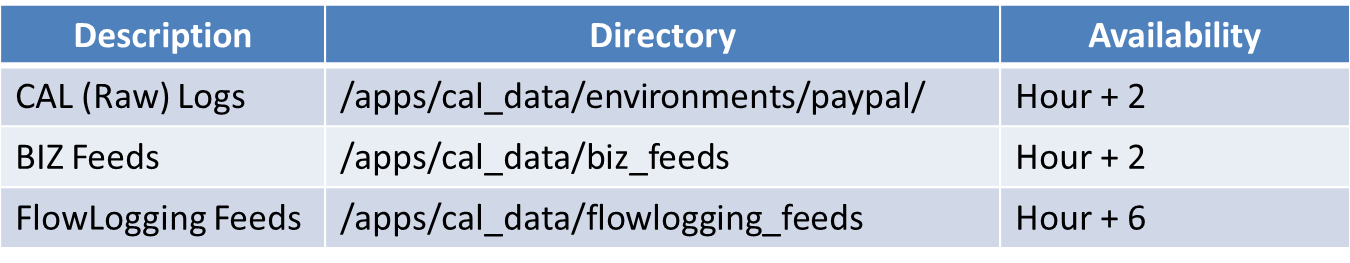 Description Directory Availability
CAL (Raw) Logs /apps/cal_data/environments/paypal/ Hour + 2
BIZ Feeds /apps/cal_data/biz_feeds Hour + 2
FlowLogging Feeds /apps/cal_data/flowlogging_feeds Hour + 6